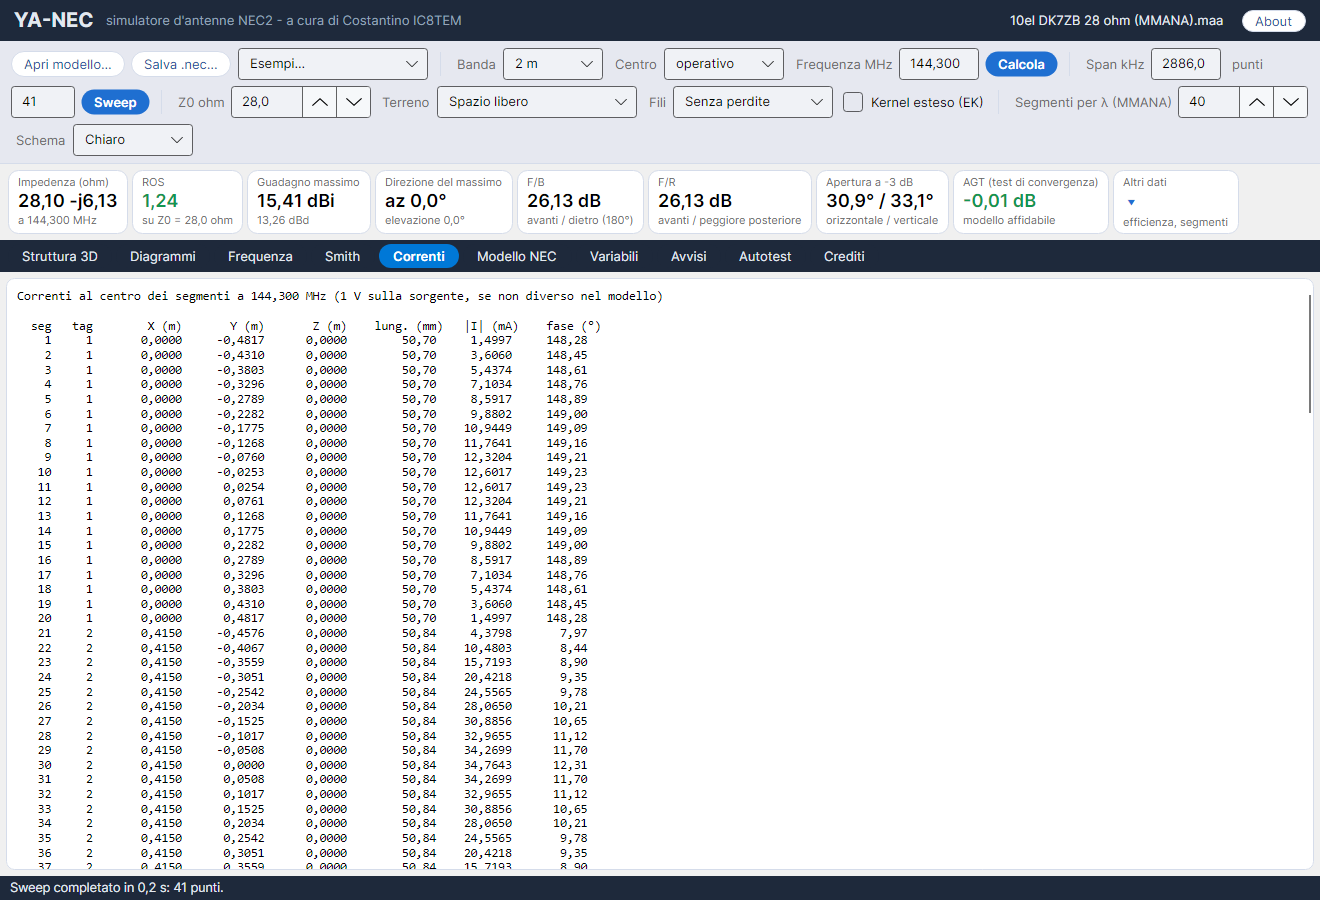 YA-NEC simulatore d'antenne NEC2 - a cura di Costantino IC8TEM 10el DK7ZB 28 ohm (MMANA).maa About
Apri modello... Salva .nec... Esempi... Banda 2 m Centro operativo Frequenza MHz 144,300 Calcola Span kHz 2886,0 punti
41 Sweep Z0 ohm 28,0 Terreno Spazio libero Fili Senza perdite Kernel esteso (EK) Segmenti per λ (MMANA) 40
Schema Chiaro
Impedenza (ohm) ROS Guadagno massimo Direzione del massimo F/B F/R Apertura a -3 dB AGT (test di convergenza) Altri dati
28,10 -j6,13 1,24 15,41 dBi az 0,0° 26,13 dB 26,13 dB 30,9° / 33,1° -0,01 dB ▼
a 144,300 MHz su Z0 = 28,0 ohm 13,26 dBd elevazione 0,0° avanti / dietro (180°) avanti / peggiore posteriore orizzontale / verticale modello affidabile efficienza, segmenti
Struttura 3D Diagrammi Frequenza Smith Correnti Modello NEC Variabili Avvisi Autotest Crediti
Correnti al centro dei segmenti a 144,300 MHz (1 V sulla sorgente, se non diverso nel modello)
seg tag X (m) Y (m) Z (m) lung. (mm) |I| (mA) fase (°)
1 1 0,0000 -0,4817 0,0000 50,70 1,4997 148,28
2 1 0,0000 -0,4310 0,0000 50,70 3,6060 148,45
3 1 0,0000 -0,3803 0,0000 50,70 5,4374 148,61
4 1 0,0000 -0,3296 0,0000 50,70 7,1034 148,76
5 1 0,0000 -0,2789 0,0000 50,70 8,5917 148,89
6 1 0,0000 -0,2282 0,0000 50,70 9,8802 149,00
7 1 0,0000 -0,1775 0,0000 50,70 10,9449 149,09
8 1 0,0000 -0,1268 0,0000 50,70 11,7641 149,16
9 1 0,0000 -0,0760 0,0000 50,70 12,3204 149,21
10 1 0,0000 -0,0253 0,0000 50,70 12,6017 149,23
11 1 0,0000 0,0254 0,0000 50,70 12,6017 149,23
12 1 0,0000 0,0761 0,0000 50,70 12,3204 149,21
13 1 0,0000 0,1268 0,0000 50,70 11,7641 149,16
14 1 0,0000 0,1775 0,0000 50,70 10,9449 149,09
15 1 0,0000 0,2282 0,0000 50,70 9,8802 149,00
16 1 0,0000 0,2789 0,0000 50,70 8,5917 148,89
17 1 0,0000 0,3296 0,0000 50,70 7,1034 148,76
18 1 0,0000 0,3803 0,0000 50,70 5,4374 148,61
19 1 0,0000 0,4310 0,0000 50,70 3,6060 148,45
20 1 0,0000 0,4817 0,0000 50,70 1,4997 148,28
21 2 0,4150 -0,4576 0,0000 50,84 4,3798 7,97
22 2 0,4150 -0,4067 0,0000 50,84 10,4803 8,44
23 2 0,4150 -0,3559 0,0000 50,84 15,7193 8,90
24 2 0,4150 -0,3051 0,0000 50,84 20,4218 9,35
25 2 0,4150 -0,2542 0,0000 50,84 24,5565 9,78
26 2 0,4150 -0,2034 0,0000 50,84 28,0650 10,21
27 2 0,4150 -0,1525 0,0000 50,84 30,8856 10,65
28 2 0,4150 -0,1017 0,0000 50,84 32,9655 11,12
29 2 0,4150 -0,0508 0,0000 50,84 34,2699 11,70
30 2 0,4150 0,0000 0,0000 50,84 34,7643 12,31
31 2 0,4150 0,0508 0,0000 50,84 34,2699 11,70
32 2 0,4150 0,1017 0,0000 50,84 32,9655 11,12
33 2 0,4150 0,1525 0,0000 50,84 30,8856 10,65
34 2 0,4150 0,2034 0,0000 50,84 28,0650 10,21
35 2 0,4150 0,2542 0,0000 50,84 24,5565 9,78
36 2 0,4150 0,3051 0,0000 50,84 20,4218 9,35
37 2 0,4150 0,3559 0,0000 50,84 15,7193 8,90
Sweep completato in 0,2 s: 41 punti.